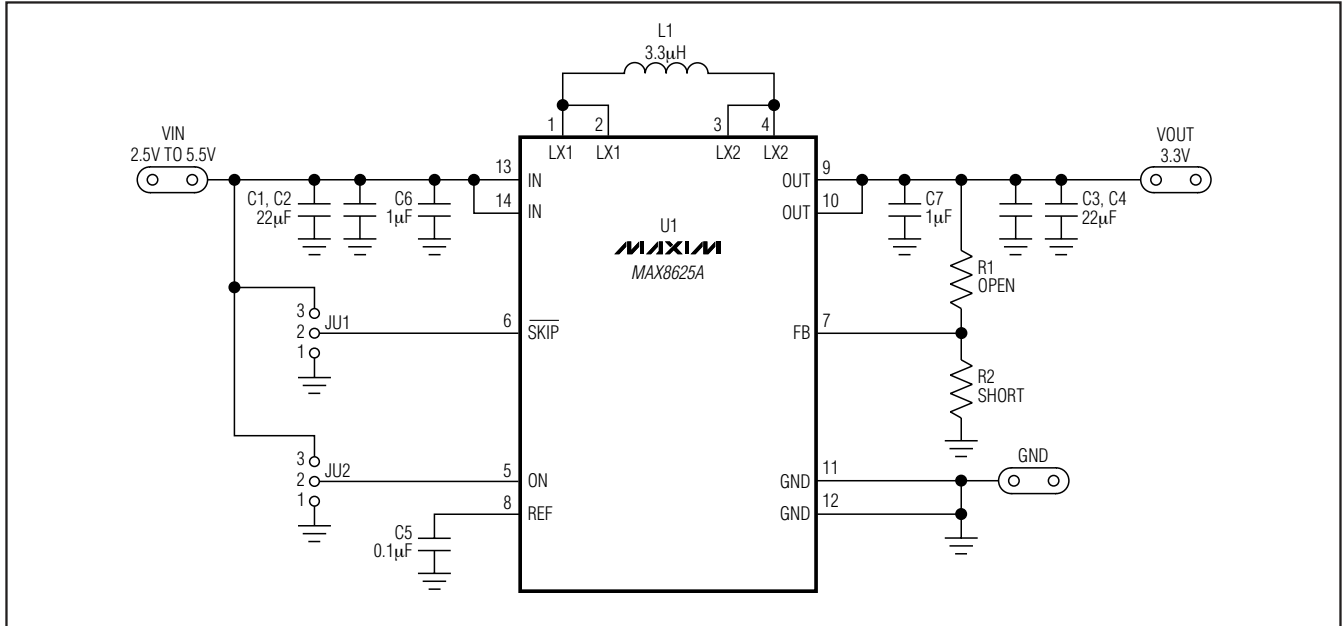 L1
3.3µH
1
2
3
4
LX1
LX1
LX2
LX2
VIN
2.5V TO 5.5V
C1, C2
22µF
C6
1µF
13
IN
14
IN
U1
MAXIM
MAX8625A
9
OUT
10
OUT
C7
1µF
C3, C4
22µF
VOUT
3.3V
R1
OPEN
3
2
1
JU1
6
SKIP
7
FB
R2
SHORT
3
2
1
JU2
5
ON
8
REF
C5
0.1µF
11
GND
12
GND
GND